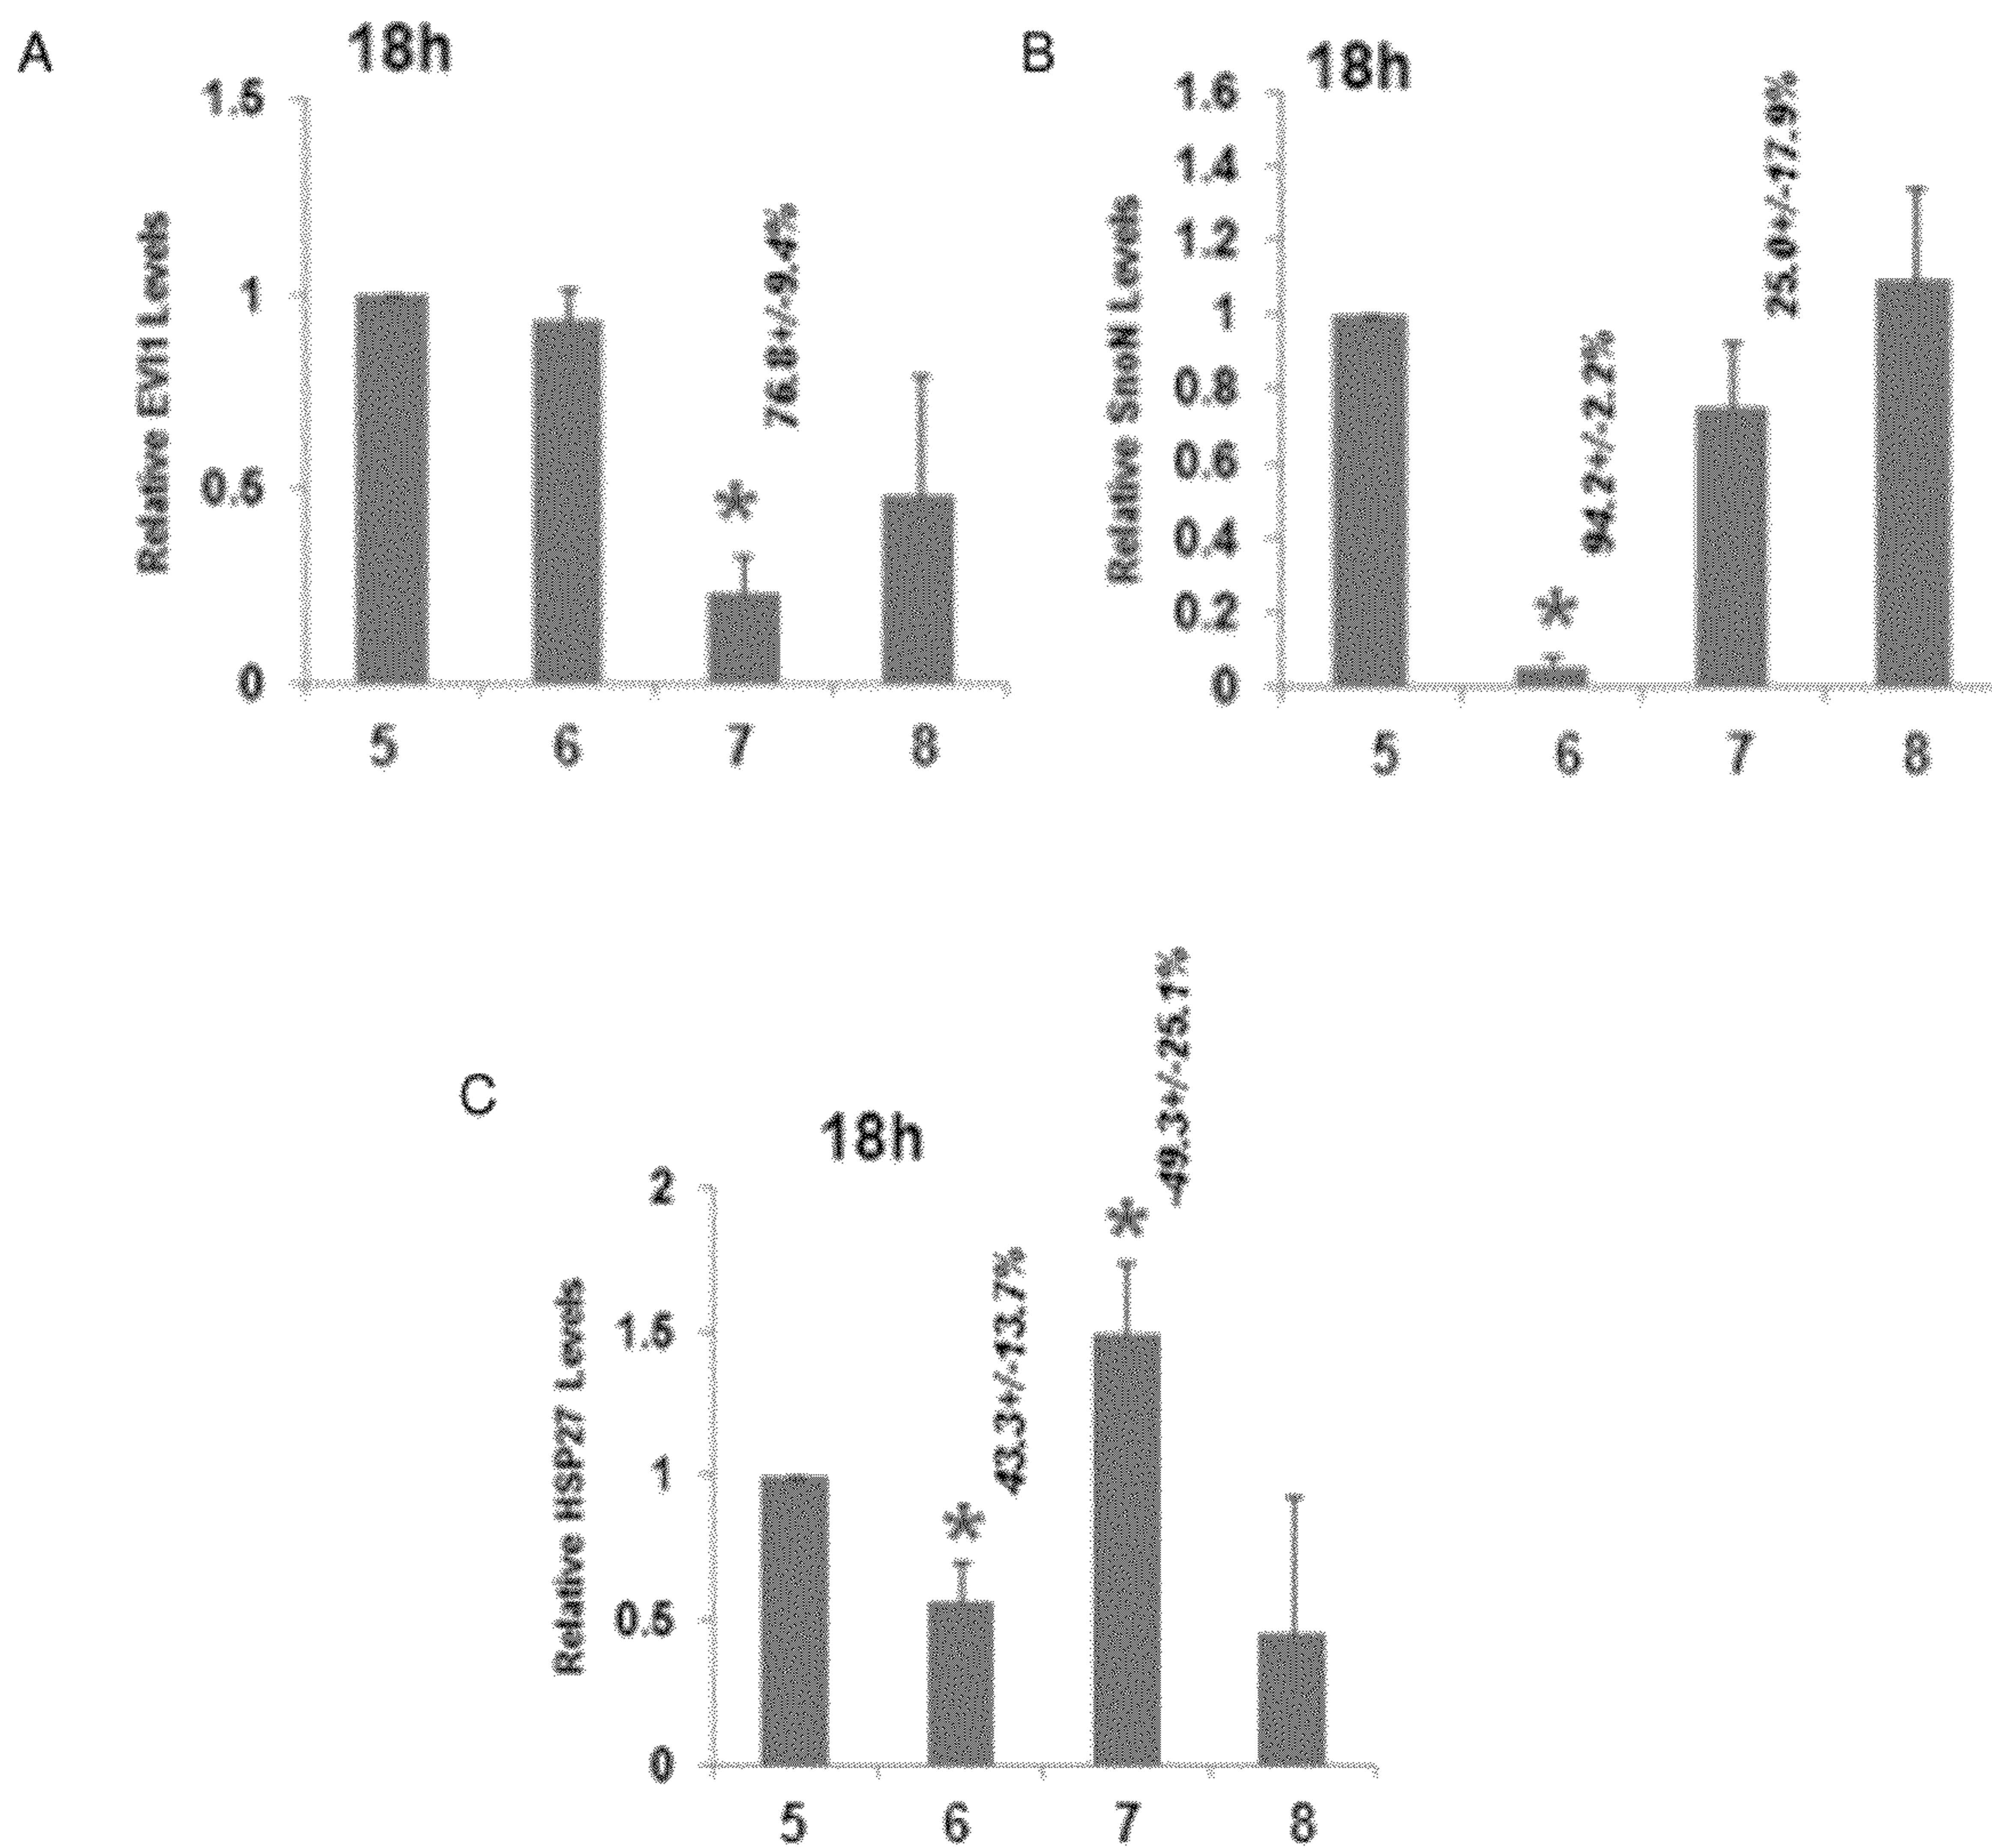 A
18h
Relative EVI1 Levels
1.5
1
0.5
0
76.8+/-9.4%
*
5 6 7 8
B
18h
Relative SnoN Levels
1.6
1.4
1.2
1
0.8
0.6
0.4
0.2
0
94.2+/-2.2%
*
25.0+/-17.9%
5 6 7 8
C
18h
Relative HSP27 Levels
2
1.5
1
0.5
0
43.3+/-13.7%
*
-49.3+/-25.1%
*
5 6 7 8